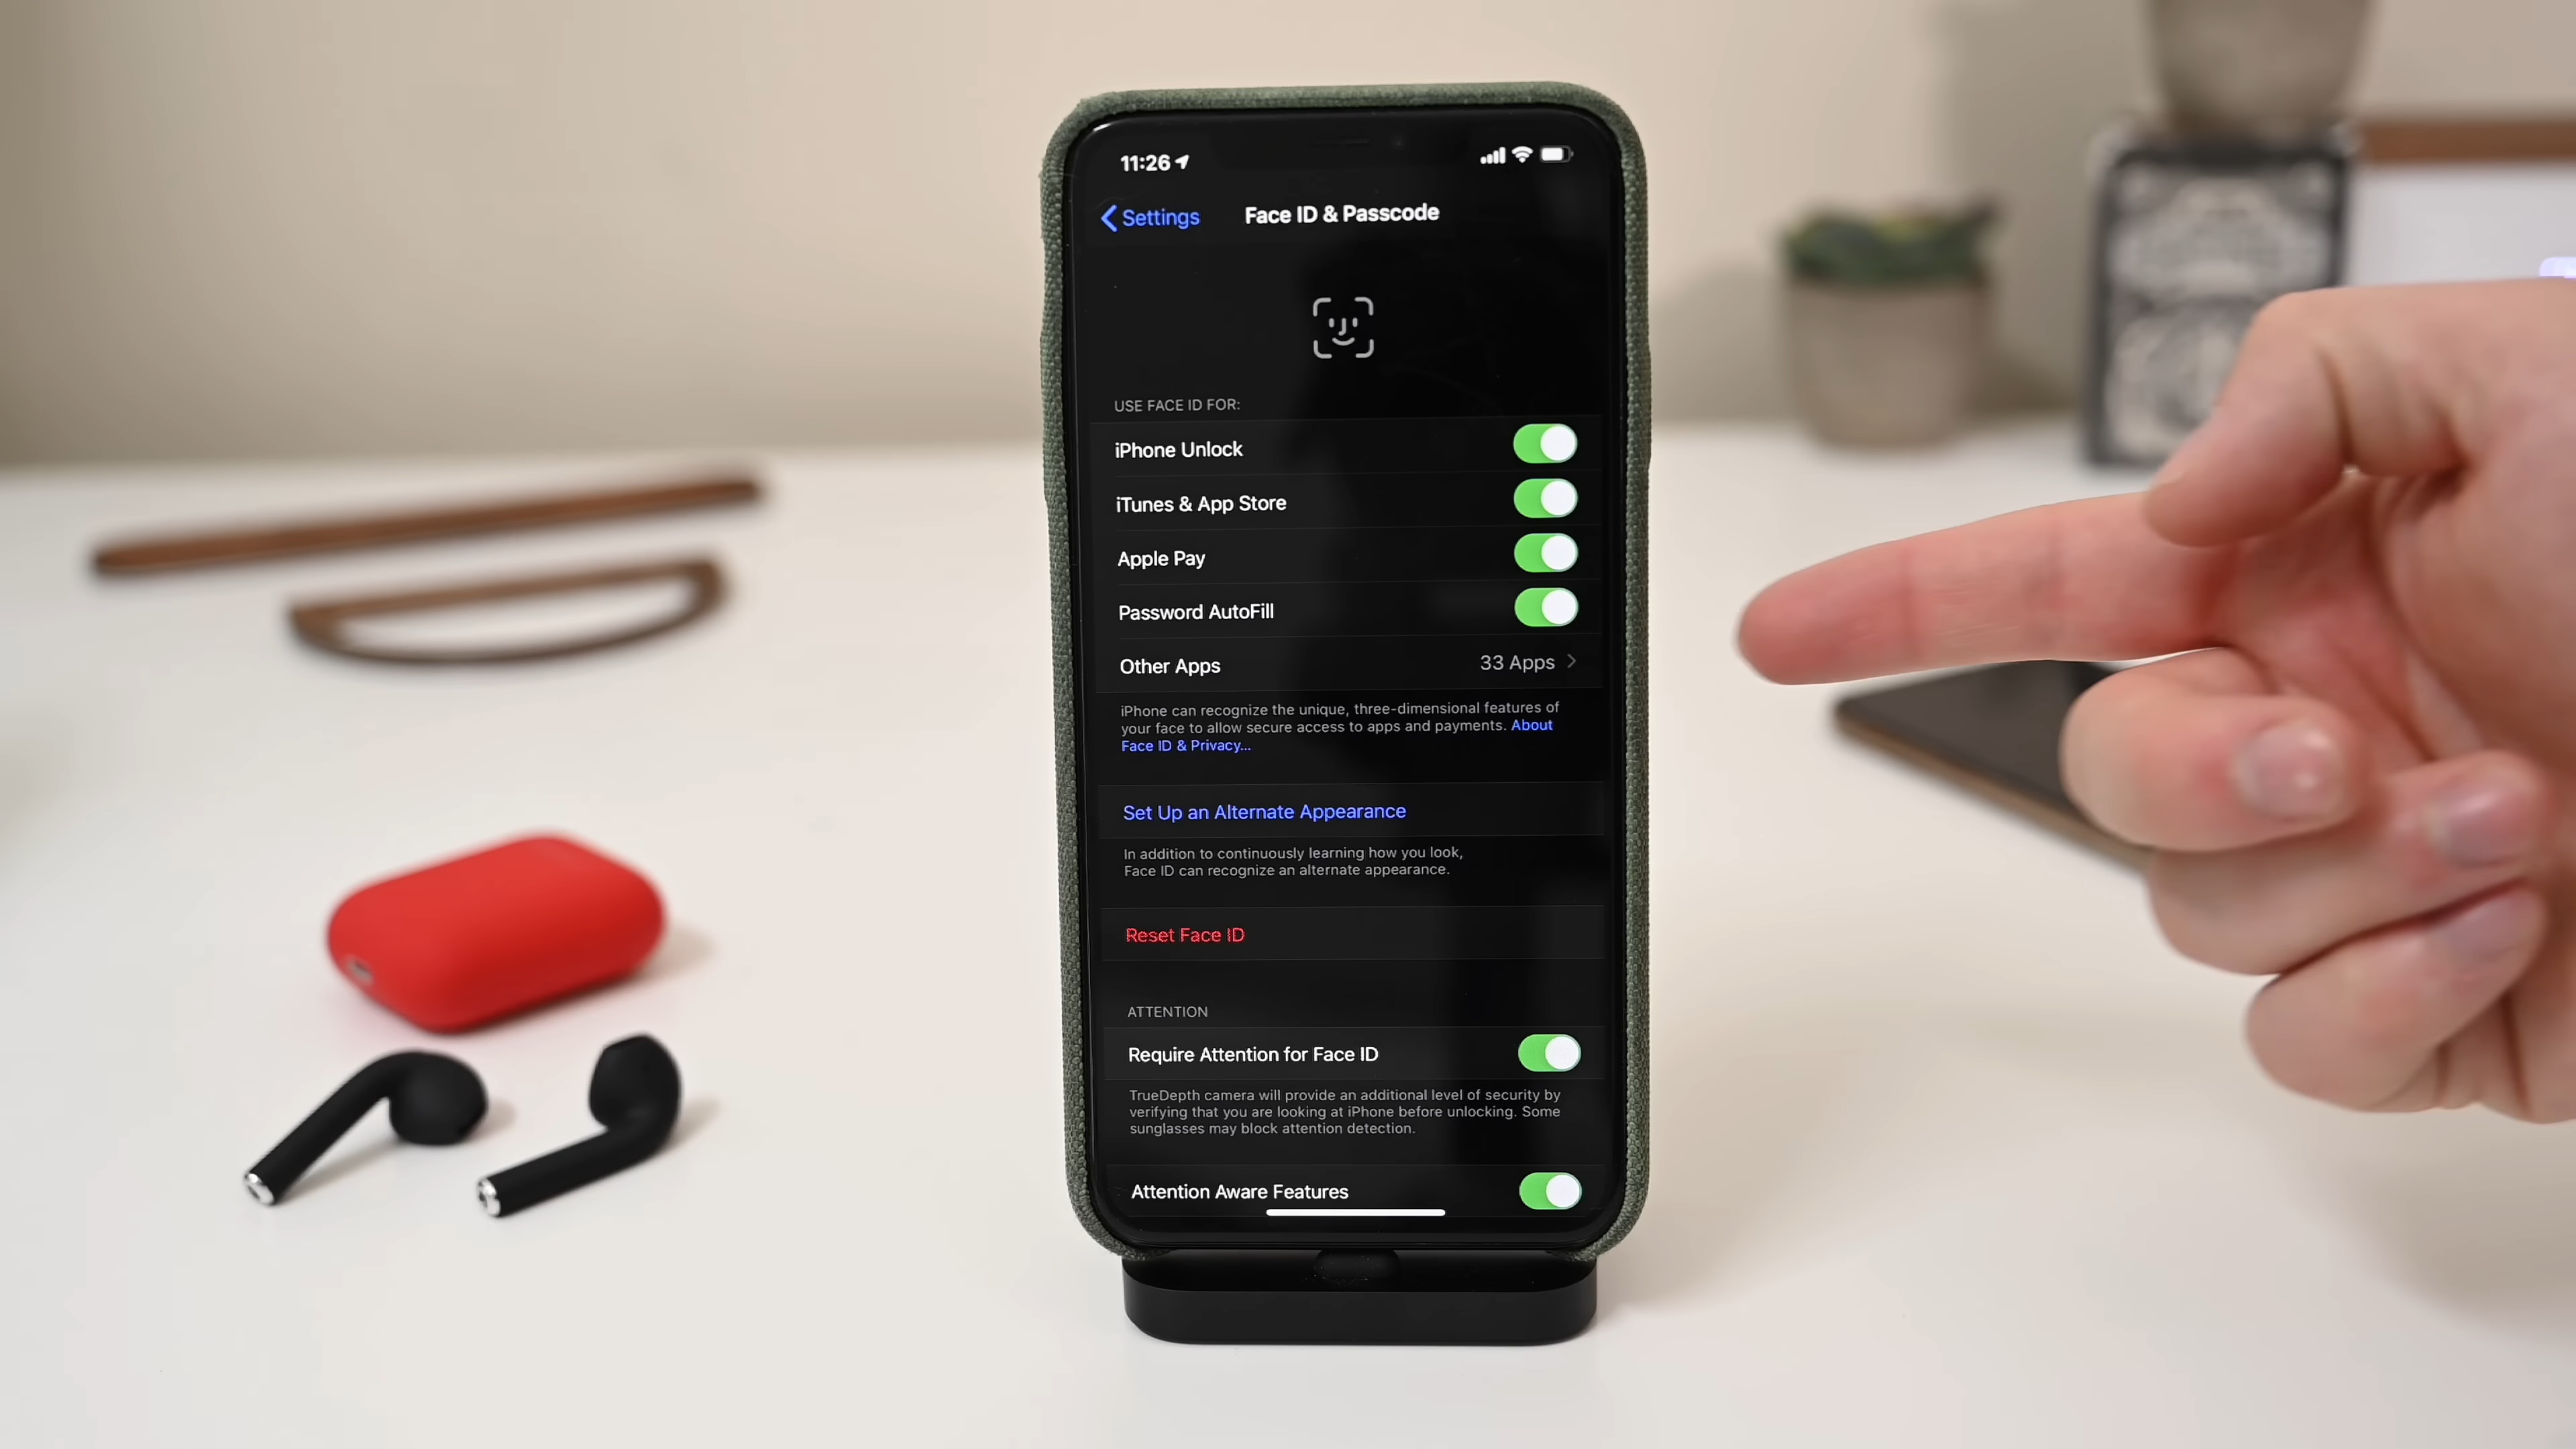 11:26
Settings
Face ID & Passcode
USE FACE ID FOR:
iPhone Unlock
iTunes & App Store
Apple Pay
Password AutoFill
Other Apps 33 Apps
iPhone can recognize the unique, three-dimensional features of
your face to allow secure access to apps and payments. About
Face ID & Privacy...
Set Up an Alternate Appearance
In addition to continuously learning how you look,
Face ID can recognize an alternate appearance.
Reset Face ID
ATTENTION
Require Attention for Face ID
TrueDepth camera will provide an additional level of security by
verifying that you are looking at iPhone before unlocking. Some
sunglasses may block attention detection.
Attention Aware Features